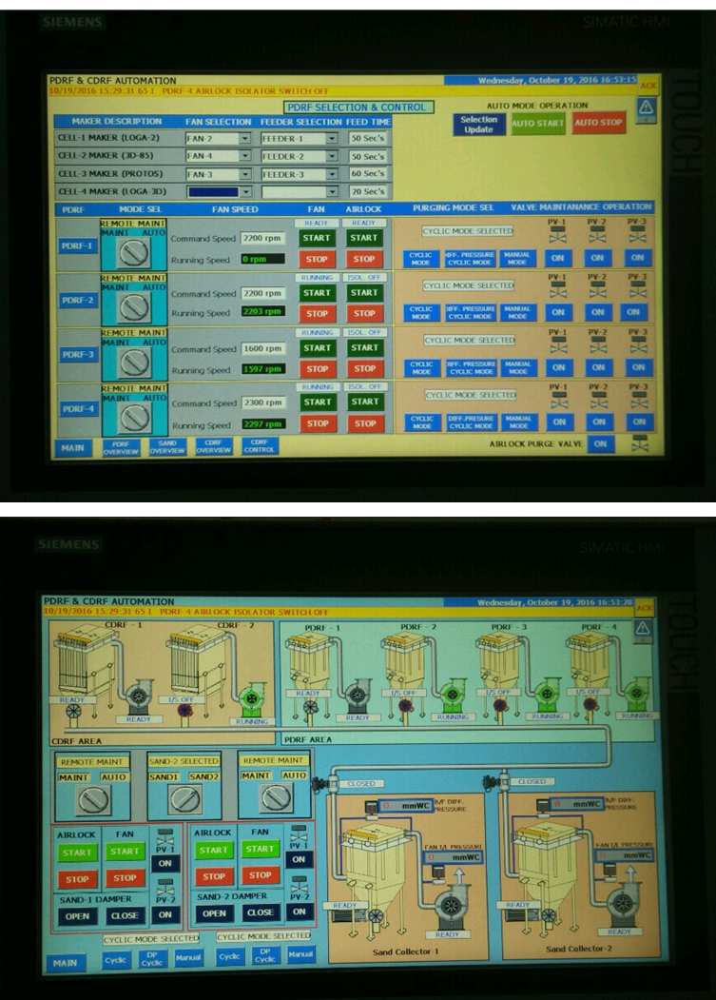 SIEMENS
SIMATIC HMI
TOUCH
PDRF & CDRF AUTOMATION
Wednesday, October 19, 2016 16:53:15
10/19/2016 15:29:31 65 I PDRF-4 AIRLOCK ISOLATOR SWITCH OFF
ACK
PDRF SELECTION & CONTROL
AUTO MODE OPERATION
MAKER DESCRIPTION FAN SELECTION FEEDER SELECTION FEED TIME
Selection Update AUTO START AUTO STOP
CELL-1 MAKER (LOGA-2) FAN-2 FEEDER-1 50 Sec's
CELL-2 MAKER (3D-85) FAN-4 FEEDER-2 50 Sec's
CELL-3 MAKER (PROTOS) FAN-3 FEEDER-3 60 Sec's
CELL-4 MAKER (LOGA-3D) 20 Sec's
PDRF MODE SEL FAN SPEED FAN AIRLOCK PURGING MODE SEL VALVE MAINTANANCE OPERATION
REMOTE MAINT READY READY PV-1 PV-2 PV-3
MAINT AUTO
PDRF-1 Command Speed 2200 rpm START START CYCLIC MODE SELECTED
Running Speed 0 rpm STOP STOP CYCLIC MODE DIFF. PRESSURE CYCLIC MODE MANUAL MODE ON ON ON
REMOTE MAINT RUNNING ISOL. OFF PV-1 PV-2 PV-3
MAINT AUTO
PDRF-2 Command Speed 2200 rpm START START CYCLIC MODE SELECTED
Running Speed 2203 rpm STOP STOP CYCLIC MODE DIFF. PRESSURE CYCLIC MODE MANUAL MODE ON ON ON
REMOTE MAINT RUNNING ISOL. OFF PV-1 PV-2 PV-3
MAINT AUTO
PDRF-3 Command Speed 1600 rpm START START CYCLIC MODE SELECTED
Running Speed 1597 rpm STOP STOP CYCLIC MODE DIFF. PRESSURE CYCLIC MODE MANUAL MODE ON ON ON
REMOTE MAINT RUNNING ISOL. OFF PV-1 PV-2 PV-3
MAINT AUTO
PDRF-4 Command Speed 2300 rpm START START CYCLIC MODE SELECTED
Running Speed 2297 rpm STOP STOP CYCLIC MODE DIFF.PRESURE CYCLIC MODE MANUAL MODE ON ON ON
MAIN PDRF OVERVIEW SAND OVERVIEW CDRF OVERVIEW CDRF CONTROL AIRLOCK PURGE VALVE ON
SIEMENS
SIMATIC HMI
TOUCH
PDRF & CDRF AUTOMATION
Wednesday, October 19, 2016 16:53:28
10/19/2016 15:29:31 65 I PDRF-4 AIRLOCK ISOLATOR SWITCH OFF
ACK
CDRF - 1 CDRF - 2 PDRF - 1 PDRF - 2 PDRF - 3 PDRF - 4
READY I/S OFF READY I/S OFF I/S OFF I/S OFF
READY RUNNING READY RUNNING RUNNING RUNNING
CDRF AREA PDRF AREA
REMOTE MAINT SAND-2 SELECTED REMOTE MAINT
MAINT AUTO SAND1 SAND2 MAINT AUTO
CLOSED CLOSED
0 mmWC B/F DIFF. PRESSURE 0 mmWC B/F DIFF. PRESSURE
AIRLOCK FAN AIRLOCK FAN
START START PV-1 START START PV-1
FAN I/L PRESSURE FAN I/L PRESSURE
0 mmWC 0 mmWC
ON ON
STOP STOP STOP STOP
SAND-1 DAMPER PV-2 SAND-2 DAMPER PV-2
OPEN CLOSE ON OPEN CLOSE ON
READY READY
READY READY
CYCLIC MODE SELECTED CYCLIC MODE SELECTED
Sand Collector-1 Sand Collector-2
MAIN Cyclic DP Cyclic Manual Cyclic DP Cyclic Manual